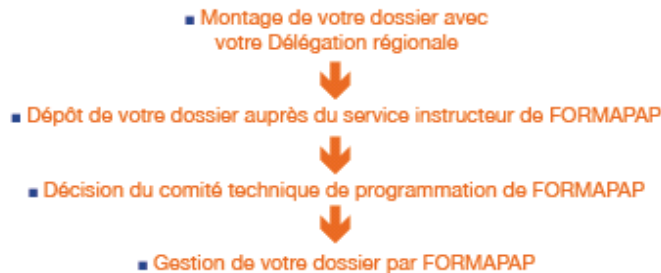 ▪ Montage de votre dossier avec
votre Délégation régionale
▪ Dépôt de votre dossier auprès du service instructeur de FORMAPAP
▪ Décision du comité technique de programmation de FORMAPAP
▪ Gestion de votre dossier par FORMAPAP